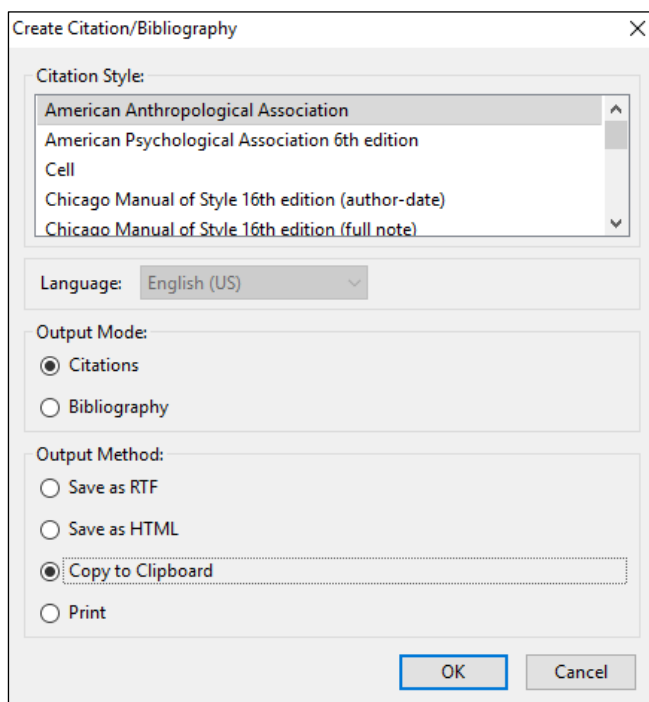 Create Citation/Bibliography
Citation Style:
American Anthropological Association
American Psychological Association 6th edition
Cell
Chicago Manual of Style 16th edition (author-date)
Chicago Manual of Style 16th edition (full note)
Language: English (US)
Output Mode:
Citations
Bibliography
Output Method:
Save as RTF
Save as HTML
Copy to Clipboard
Print
OK Cancel